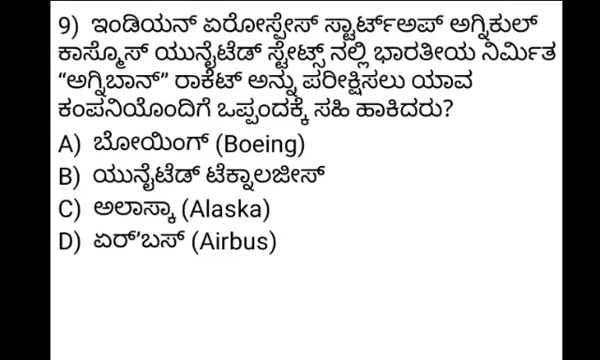 9) ಇಂಡಿಯನ್ ಏರೋಸ್ಪೇಸ್ ಸ್ಟಾರ್ಟ್‌ಅಪ್ ಅಗ್ನಿಕುಲ್
ಕಾಸ್ಮೊಸ್ ಯುನೈಟೆಡ್ ಸ್ಟೇಟ್ಸ್ ನಲ್ಲಿ ಭಾರತೀಯ ನಿರ್ಮಿತ
“ಅಗ್ನಿಬಾನ್” ರಾಕೆಟ್ ಅನ್ನು ಪರೀಕ್ಷಿಸಲು ಯಾವ
ಕಂಪನಿಯೊಂದಿಗೆ ಒಪ್ಪಂದಕ್ಕೆ ಸಹಿ ಹಾಕಿದರು?
A) ಬೋಯಿಂಗ್ (Boeing)
B) ಯುನೈಟೆಡ್ ಟೆಕ್ನಾಲಜೀಸ್
C) ಅಲಾಸ್ಕಾ (Alaska)
D) ಏರ್'ಬಸ್ (Airbus)